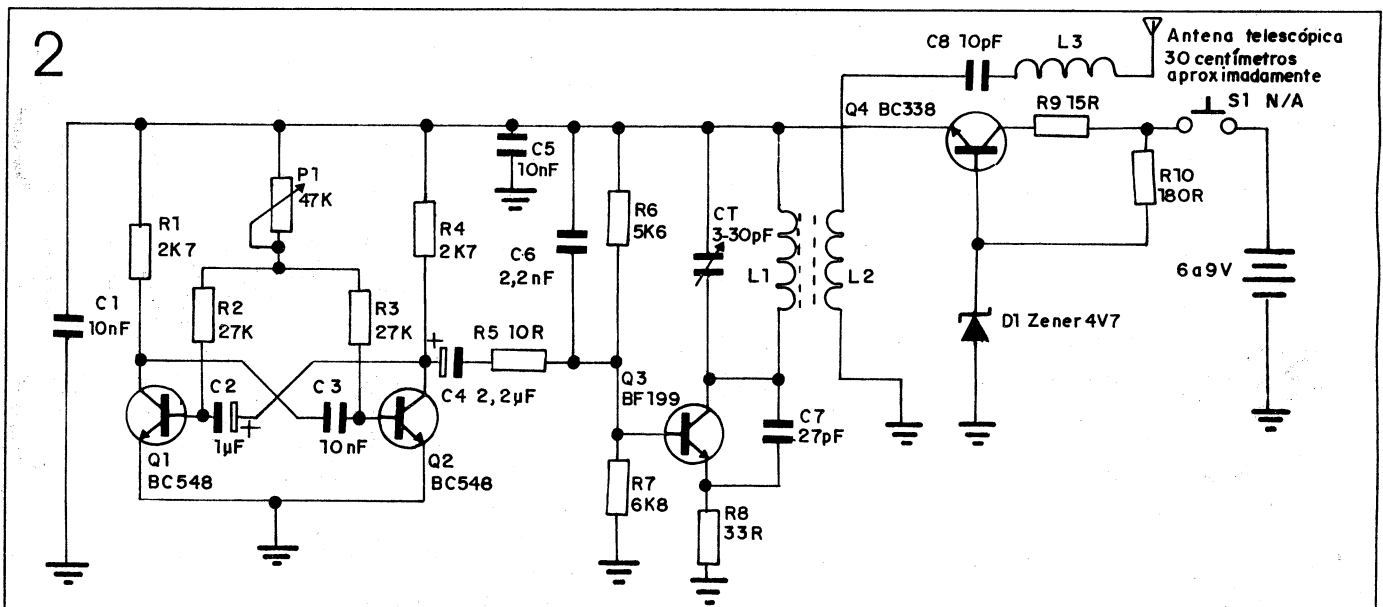 2
C8 10pF
L3
Antena telescópica
30 centímetros
aproximadamente
S1 N/A
Q4 BC338
R9 15R
R10
180R
C5
10nF
P1
47K
R1
2K7
R4
2K7
R6
5K6
CT
3-30pF
C6
2,2nF
L1
L2
6a9V
C1
10nF
R2
27K
R3
27K
D1 Zener 4V7
+
R5 10R
C4 2,2µF
Q3
BF199
C2
+
1µF
C3
10nF
C7
27pF
Q1
BC548
Q2
BC548
R7
6K8
R8
33R